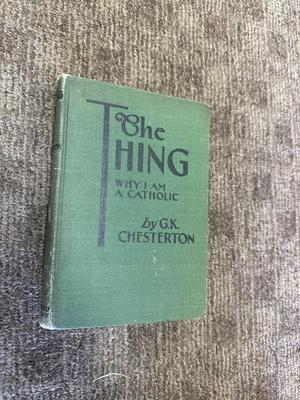 The
THING
WHY I AM
A CATHOLIC
by G.K.
CHESTERTON